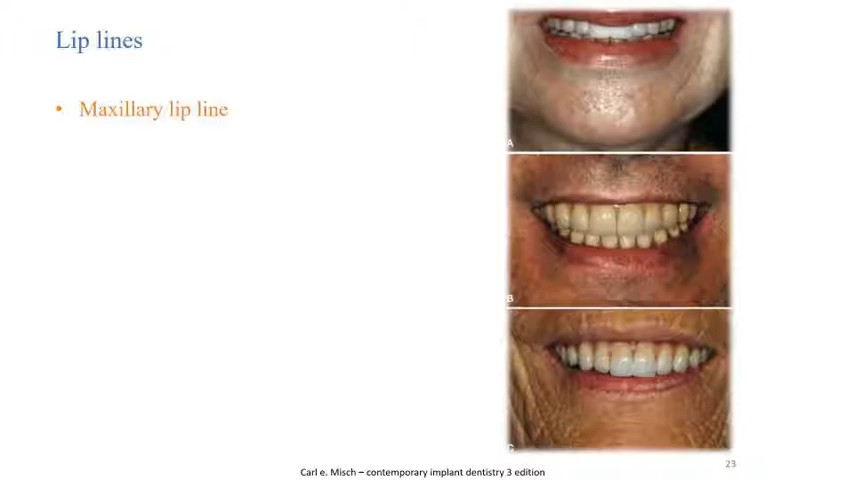 Lip lines
• Maxillary lip line
A
B
C
23
Carl e. Misch – contemporary implant dentistry 3 edition